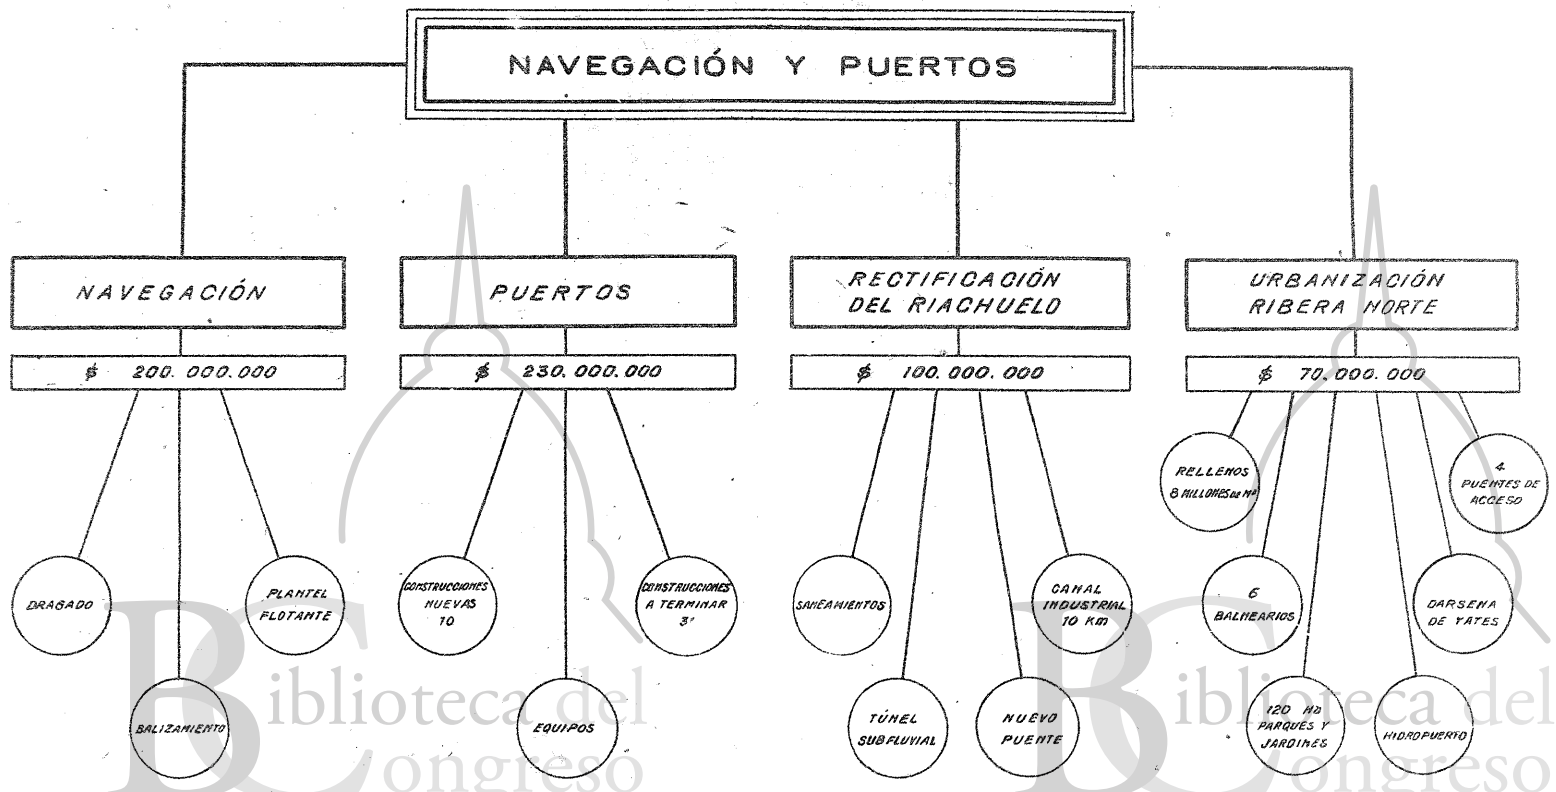 NAVEGACIÓN Y PUERTOS
NAVEGACIÓN
$ 200.000.000
DRAGADO
BALIZAMIENTO
PLANTEL
FLOTANTE
PUERTOS
$ 230.000.000
CONSTRUCCIONES
NUEVAS
10
EQUIPOS
CONSTRUCCIONES
A TERMINAR
3
RECTIFICACIÓN
DEL RIACHUELO
$ 100.000.000
SANEAMIENTOS
TÚNEL
SUBFLUVIAL
NUEVO
PUENTE
CANAL
INDUSTRIAL
10 Km
URBANIZACIÓN
RIBERA NORTE
$ 70.000.000
RELLENOS
8 MILLONES DE M³
6
BALNEARIOS
120 HA
PARQUES Y
JARDINES
HIDROPUERTO
DARSENA
DE YATES
4
PUENTES DE
ACCESO
Biblioteca del
Congreso
Biblioteca del
Congreso